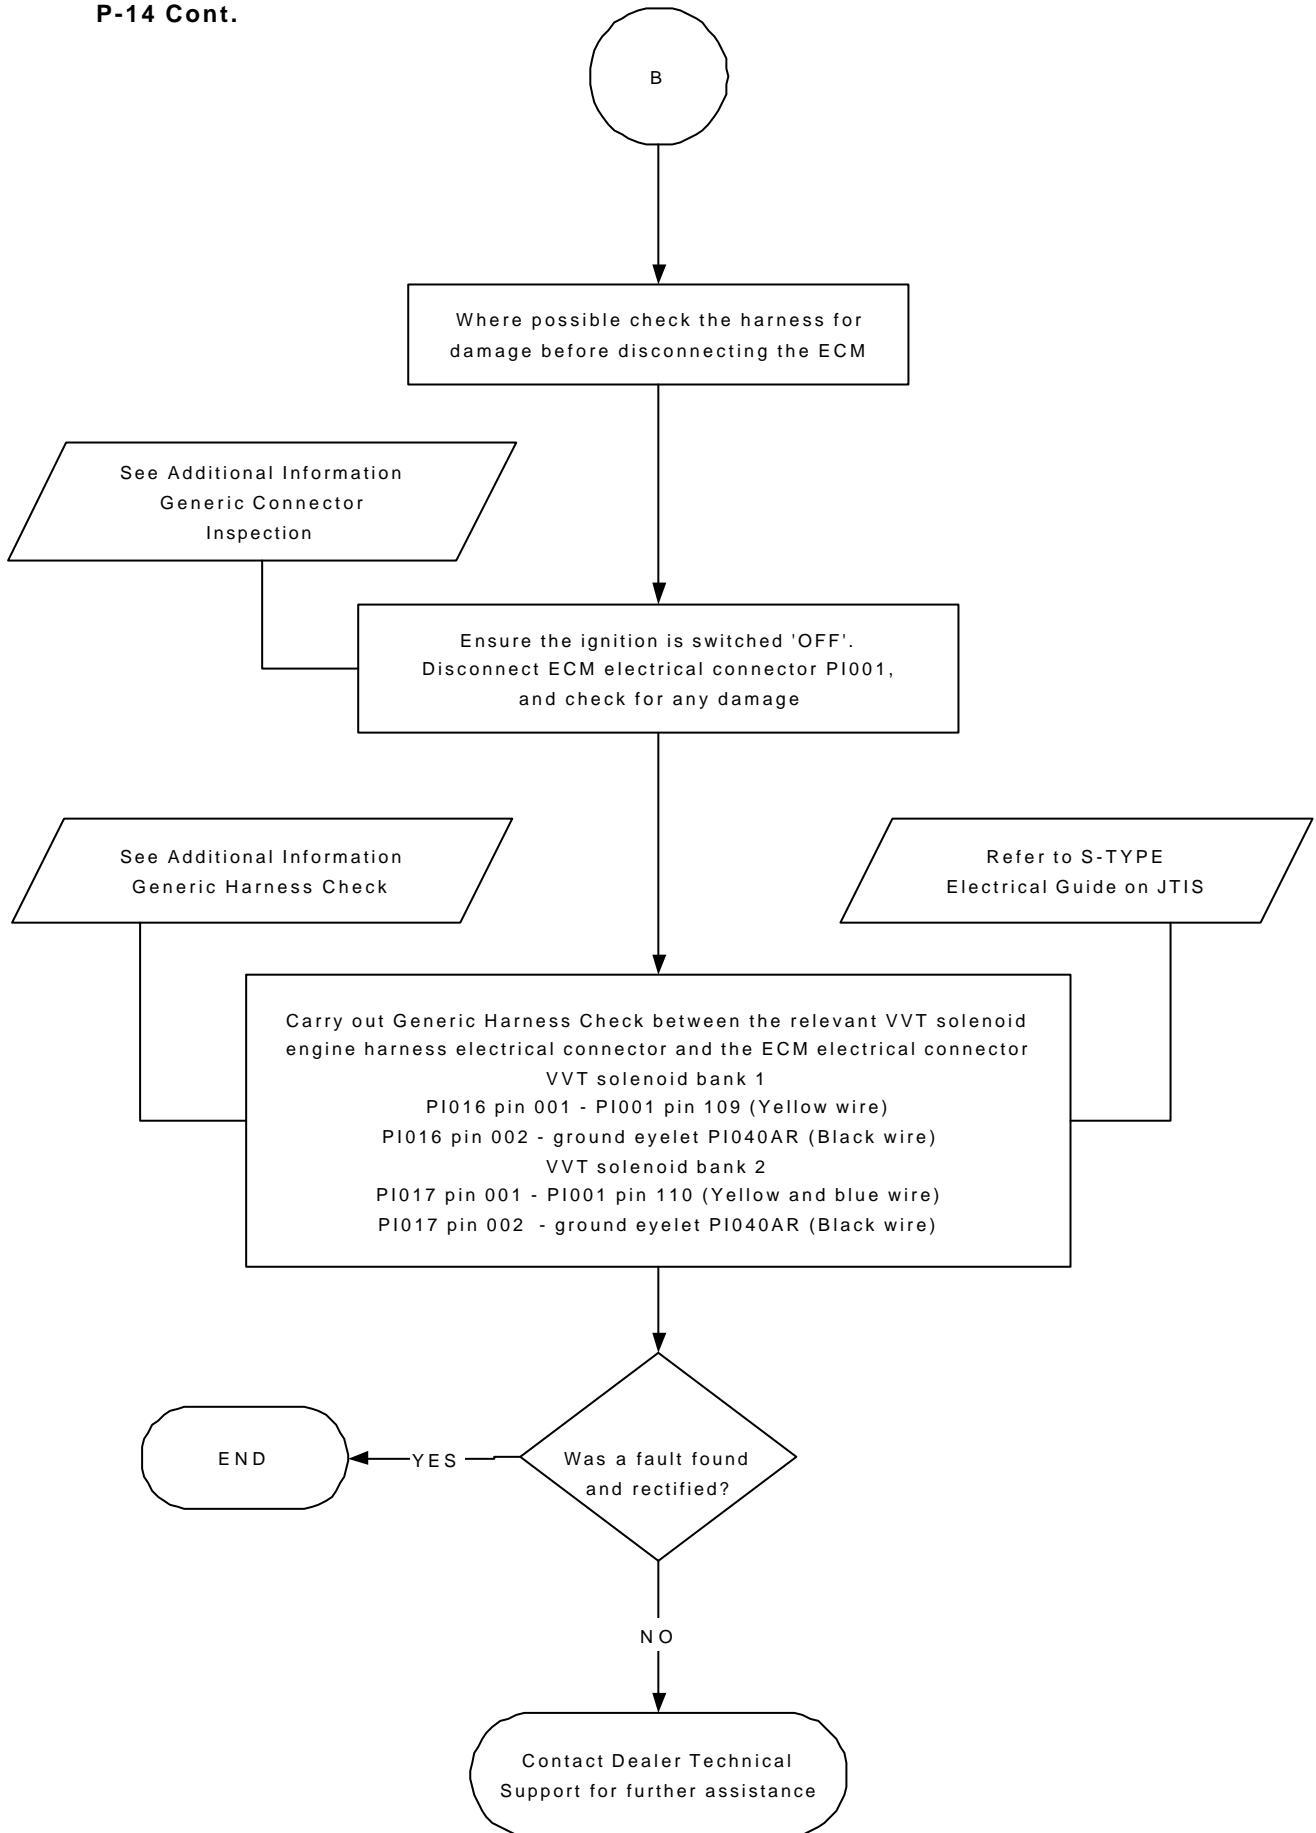 P-14 Cont.
B
Where possible check the harness for
damage before disconnecting the ECM
See Additional Information
Generic Connector
Inspection
Ensure the ignition is switched 'OFF'.
Disconnect ECM electrical connector PI001,
and check for any damage
See Additional Information
Generic Harness Check
Refer to S-TYPE
Electrical Guide on JTIS
Carry out Generic Harness Check between the relevant VVT solenoid
engine harness electrical connector and the ECM electrical connector
VVT solenoid bank 1
PI016 pin 001 - PI001 pin 109 (Yellow wire)
PI016 pin 002 - ground eyelet PI040AR (Black wire)
VVT solenoid bank 2
PI017 pin 001 - PI001 pin 110 (Yellow and blue wire)
PI017 pin 002 - ground eyelet PI040AR (Black wire)
END
YES
Was a fault found
and rectified?
NO
Contact Dealer Technical
Support for further assistance